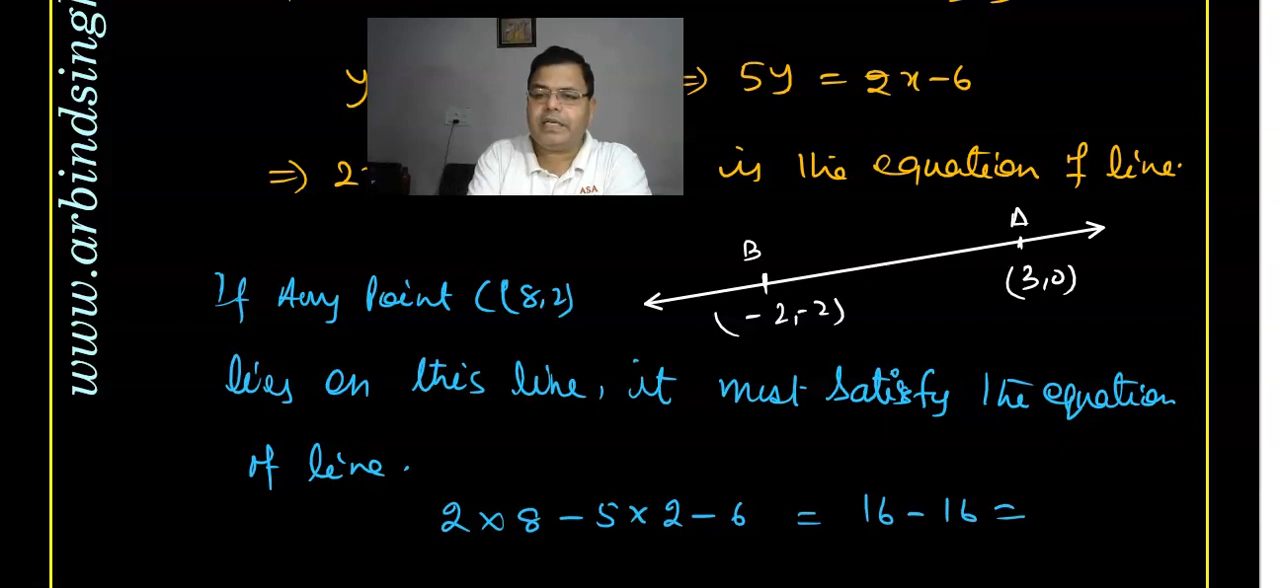 www.arbindsingh
y
=> 5y = 2x-6
=> 2
is the equation of line.
B
A
(3,0)
(-2,-2)
If Any Point C(8,2)
lies on this line, it must satisfy the equation
of line.
2 × 8 - 5 × 2 - 6 = 16 - 16 =
ASA